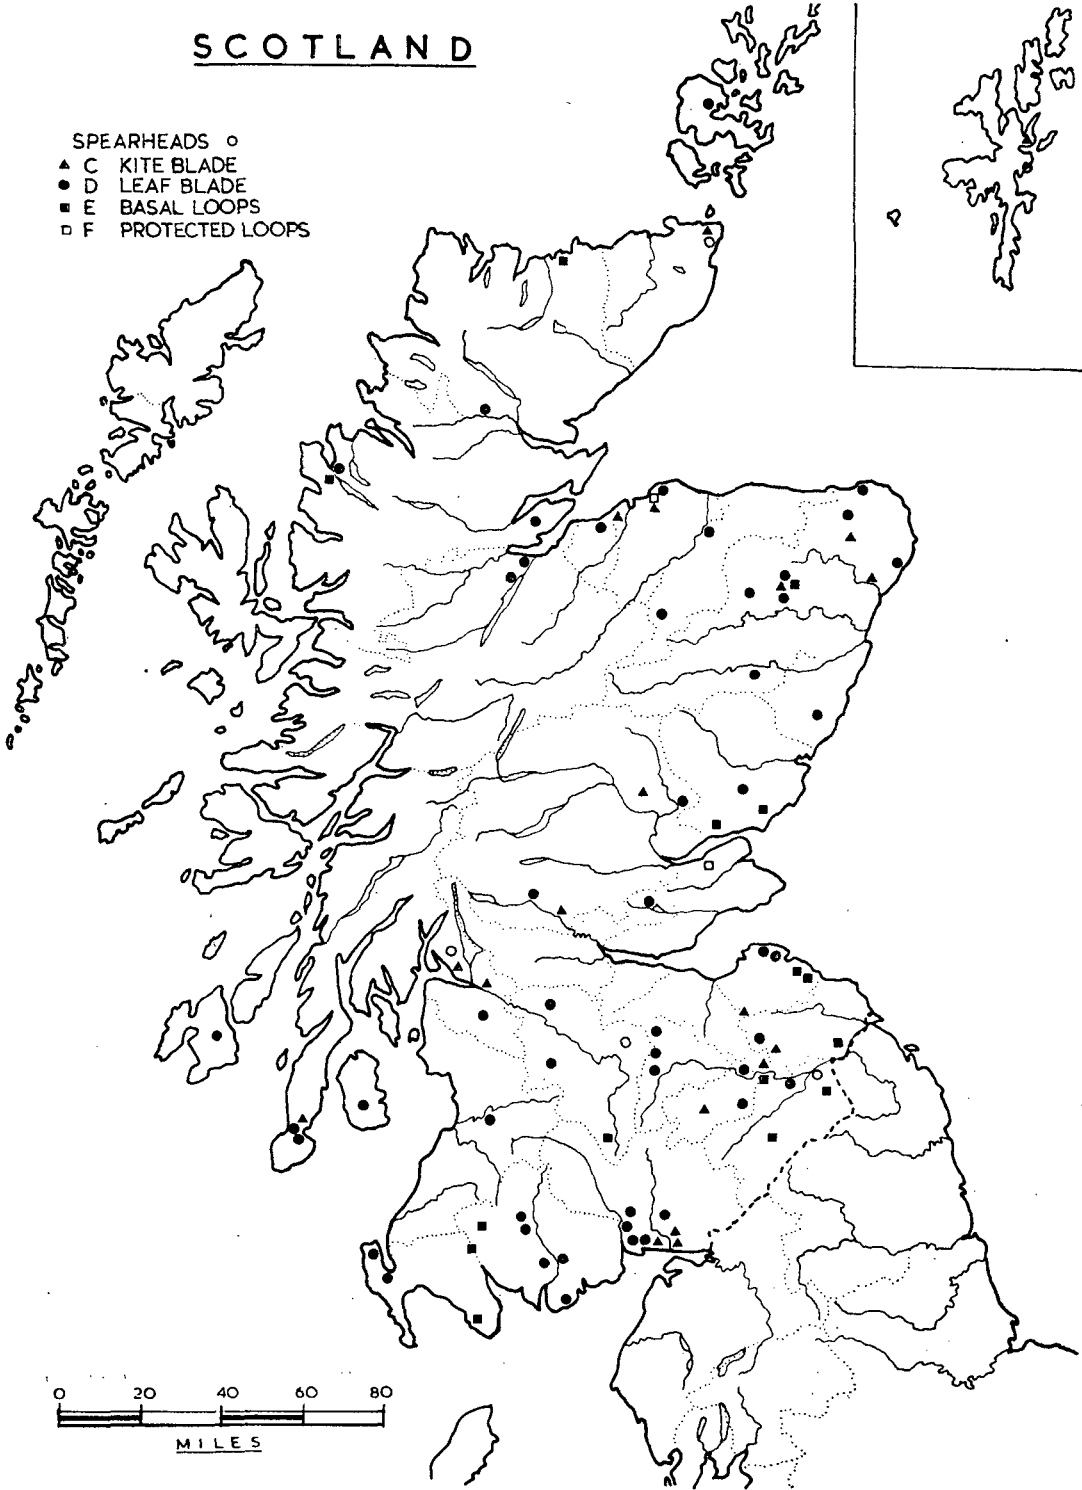 SCOTLAND
SPEARHEADS ○
▲ C KITE BLADE
● D LEAF BLADE
■ E BASAL LOOPS
□ F PROTECTED LOOPS
0 20 40 60 80
MILES